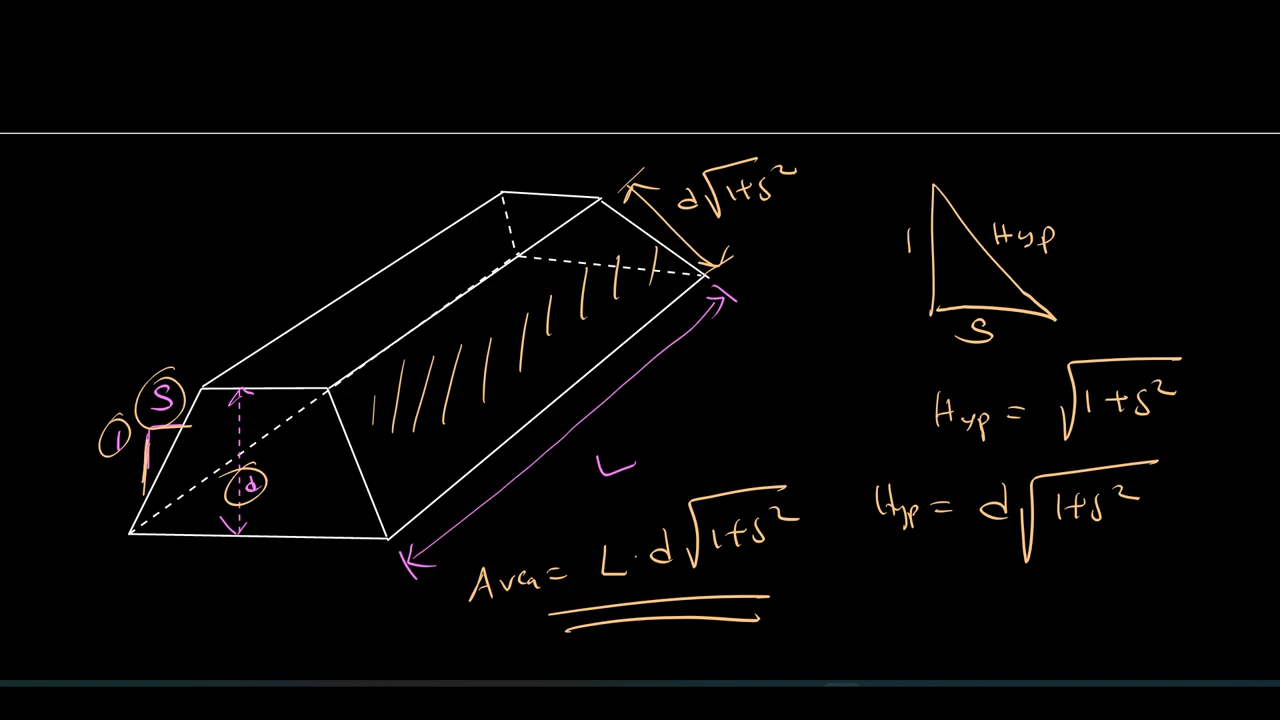 d√1+s²
1
Hyp
S
S
1
Hyp = √1+s²
d
L
Hyp = d√1+s²
Area = L·d√1+s²